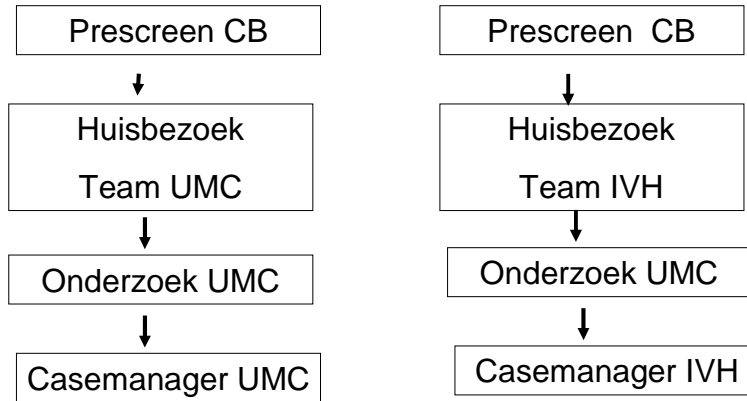 Prescreen CB
Huisbezoek
Team UMC
Onderzoek UMC
Casemanager UMC
Prescreen CB
Huisbezoek
Team IVH
Onderzoek UMC
Casemanager IVH